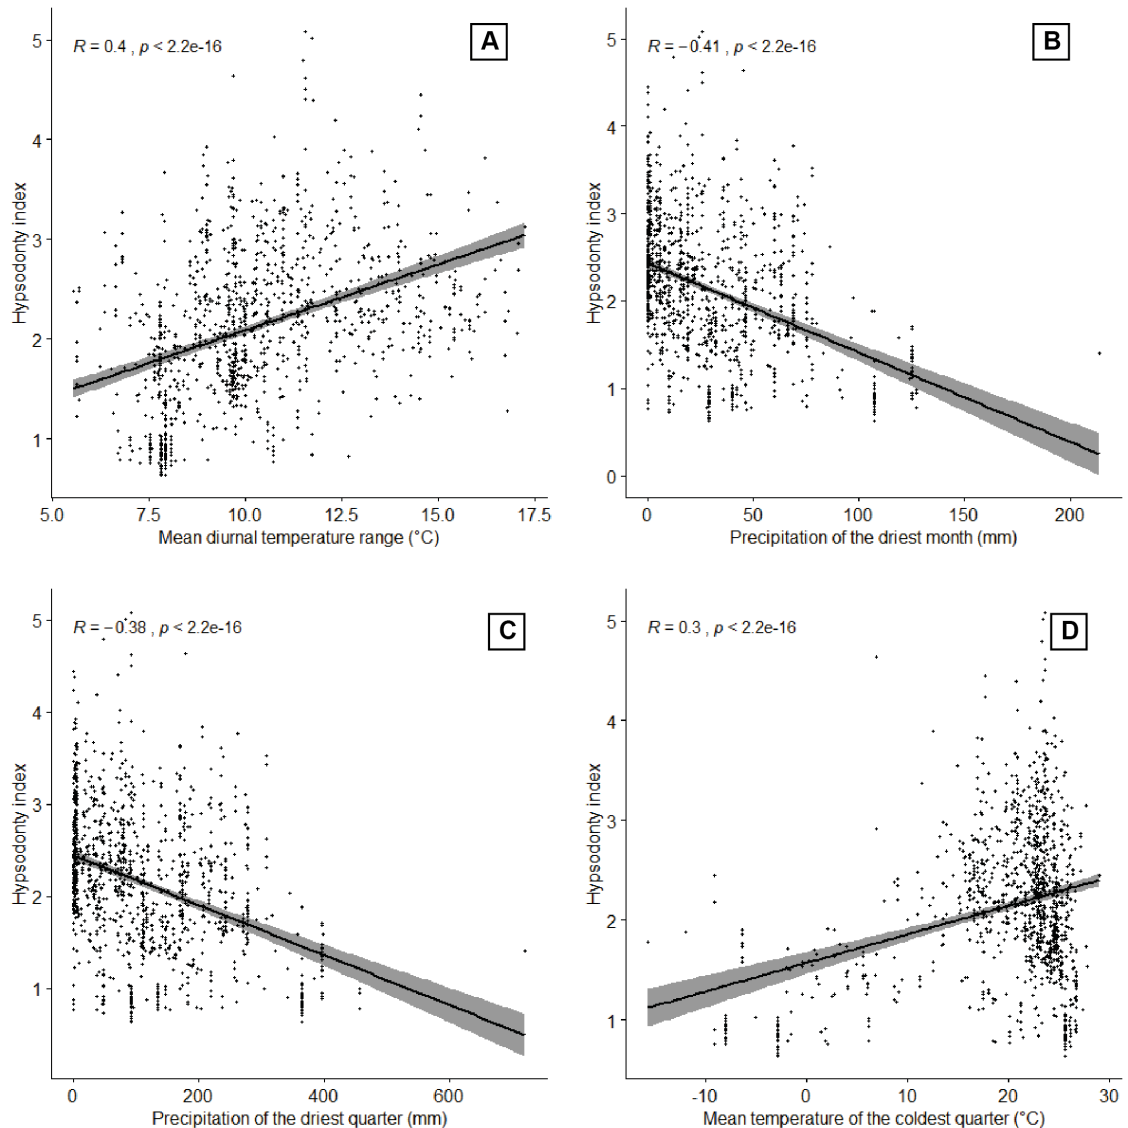 R = 0.4 , p < 2.2e-16
A
5
4
3
2
1
Hypsodonty index
5.0 7.5 10.0 12.5 15.0 17.5
Mean diurnal temperature range (°C)
R = −0.41 , p < 2.2e-16
B
5
4
3
2
1
0
Hypsodonty index
0 50 100 150 200
Precipitation of the driest month (mm)
R = −0.38 , p < 2.2e-16
C
5
4
3
2
1
Hypsodonty index
0 200 400 600
Precipitation of the driest quarter (mm)
R = 0.3 , p < 2.2e-16
D
5
4
3
2
1
Hypsodonty index
-10 0 10 20 30
Mean temperature of the coldest quarter (°C)